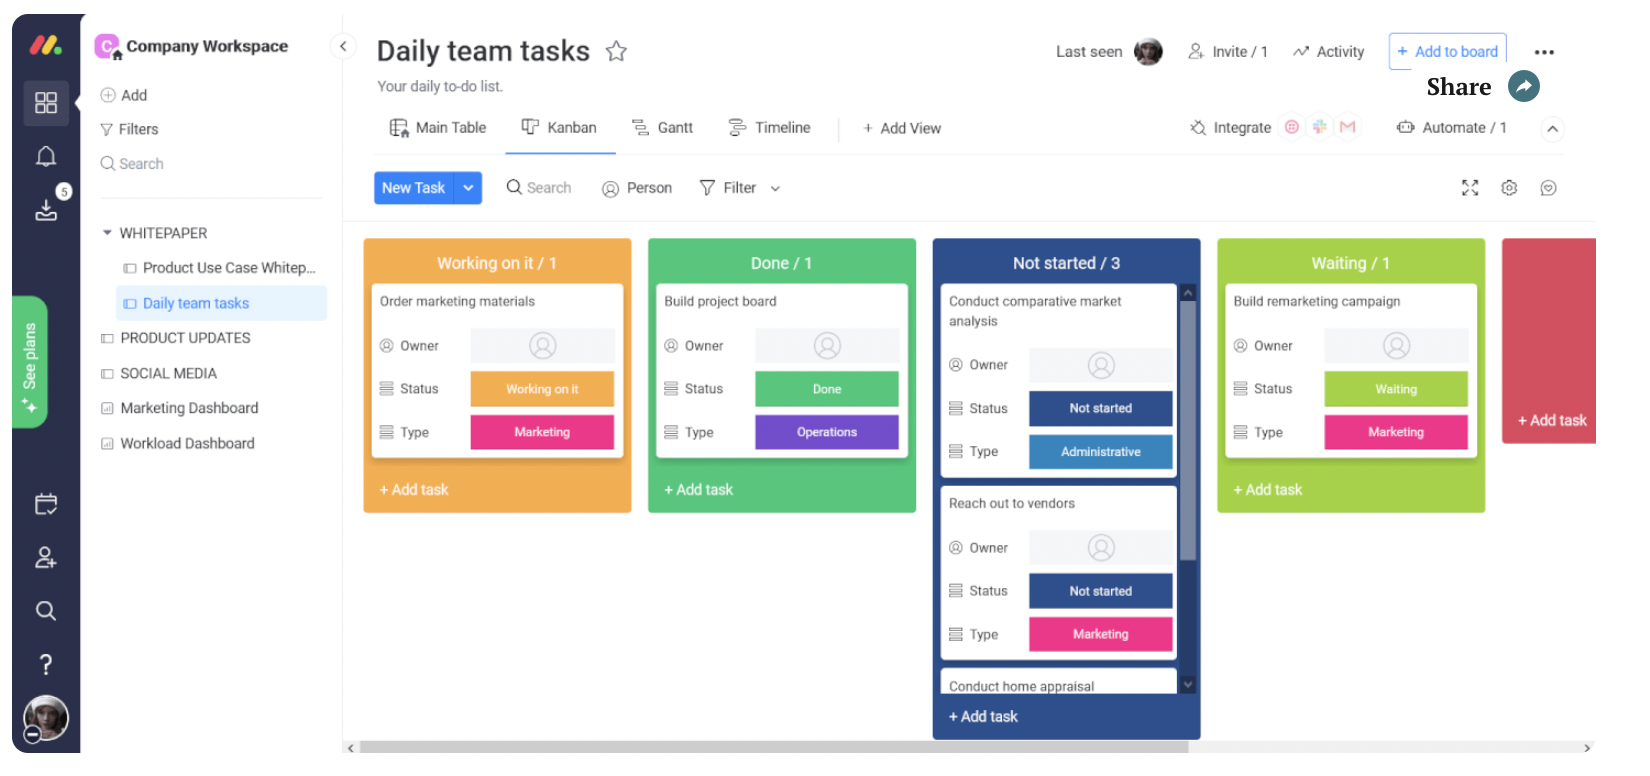 C Company Workspace
Add
Filters
Search
WHITEPAPER
Product Use Case Whitep...
Daily team tasks
PRODUCT UPDATES
SOCIAL MEDIA
Marketing Dashboard
Workload Dashboard
5
See plans
?
Daily team tasks
Your daily to-do list.
Last seen
Invite / 1
Activity
+ Add to board
Share
Main Table
Kanban
Gantt
Timeline
+ Add View
Integrate
Automate / 1
New Task
Search
Person
Filter
Working on it / 1
Order marketing materials
Owner
Status Working on it
Type Marketing
+ Add task
Done / 1
Build project board
Owner
Status Done
Type Operations
+ Add task
Not started / 3
Conduct comparative market
analysis
Owner
Status Not started
Type Administrative
Reach out to vendors
Owner
Status Not started
Type Marketing
Conduct home appraisal
+ Add task
Waiting / 1
Build remarketing campaign
Owner
Status Waiting
Type Marketing
+ Add task
+ Add task